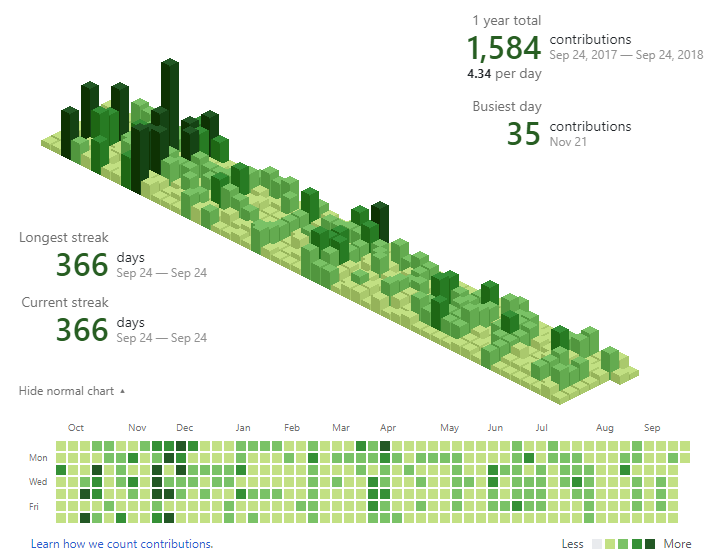 1 year total
1,584 contributions
Sep 24, 2017 — Sep 24, 2018
4.34 per day
Busiest day
35 contributions
Nov 21
Longest streak
366 days
Sep 24 — Sep 24
Current streak
366 days
Sep 24 — Sep 24
Hide normal chart ▲
Oct Nov Dec Jan Feb Mar Apr May Jun Jul Aug Sep
Mon
Wed
Fri
Learn how we count contributions.
Less More